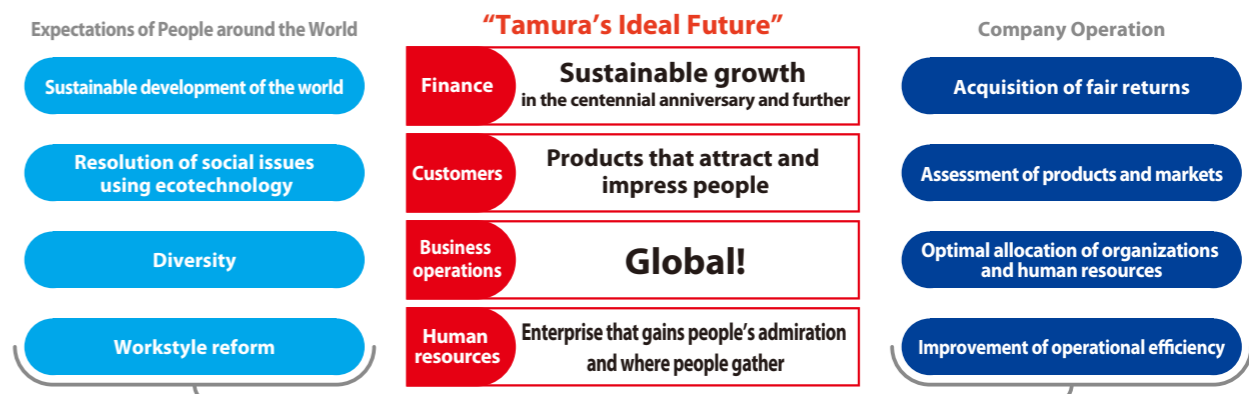 Expectations of People around the World
Sustainable development of the world
Resolution of social issues
using ecotechnology
Diversity
Workstyle reform
“Tamura’s Ideal Future”
Finance
Sustainable growth
in the centennial anniversary and further
Customers
Products that attract and
impress people
Business
operations
Global!
Human
resources
Enterprise that gains people’s admiration
and where people gather
Company Operation
Acquisition of fair returns
Assessment of products and markets
Optimal allocation of organizations
and human resources
Improvement of operational efficiency